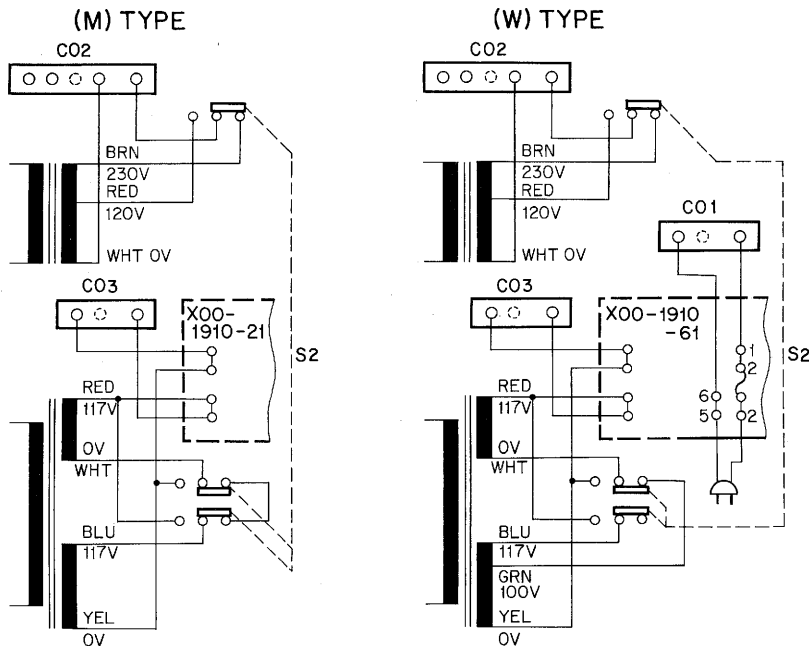 (M) TYPE
CO2
BRN
230V
RED
120V
WHT 0V
CO3
X00-
1910-21
S2
RED
117V
0V
WHT
BLU
117V
YEL
0V
(W) TYPE
CO2
BRN
230V
RED
120V
WHT 0V
CO1
CO3
X00-1910
-61
S2
1
2
6
5
2
RED
117V
0V
WHT
BLU
117V
GRN
100V
YEL
0V